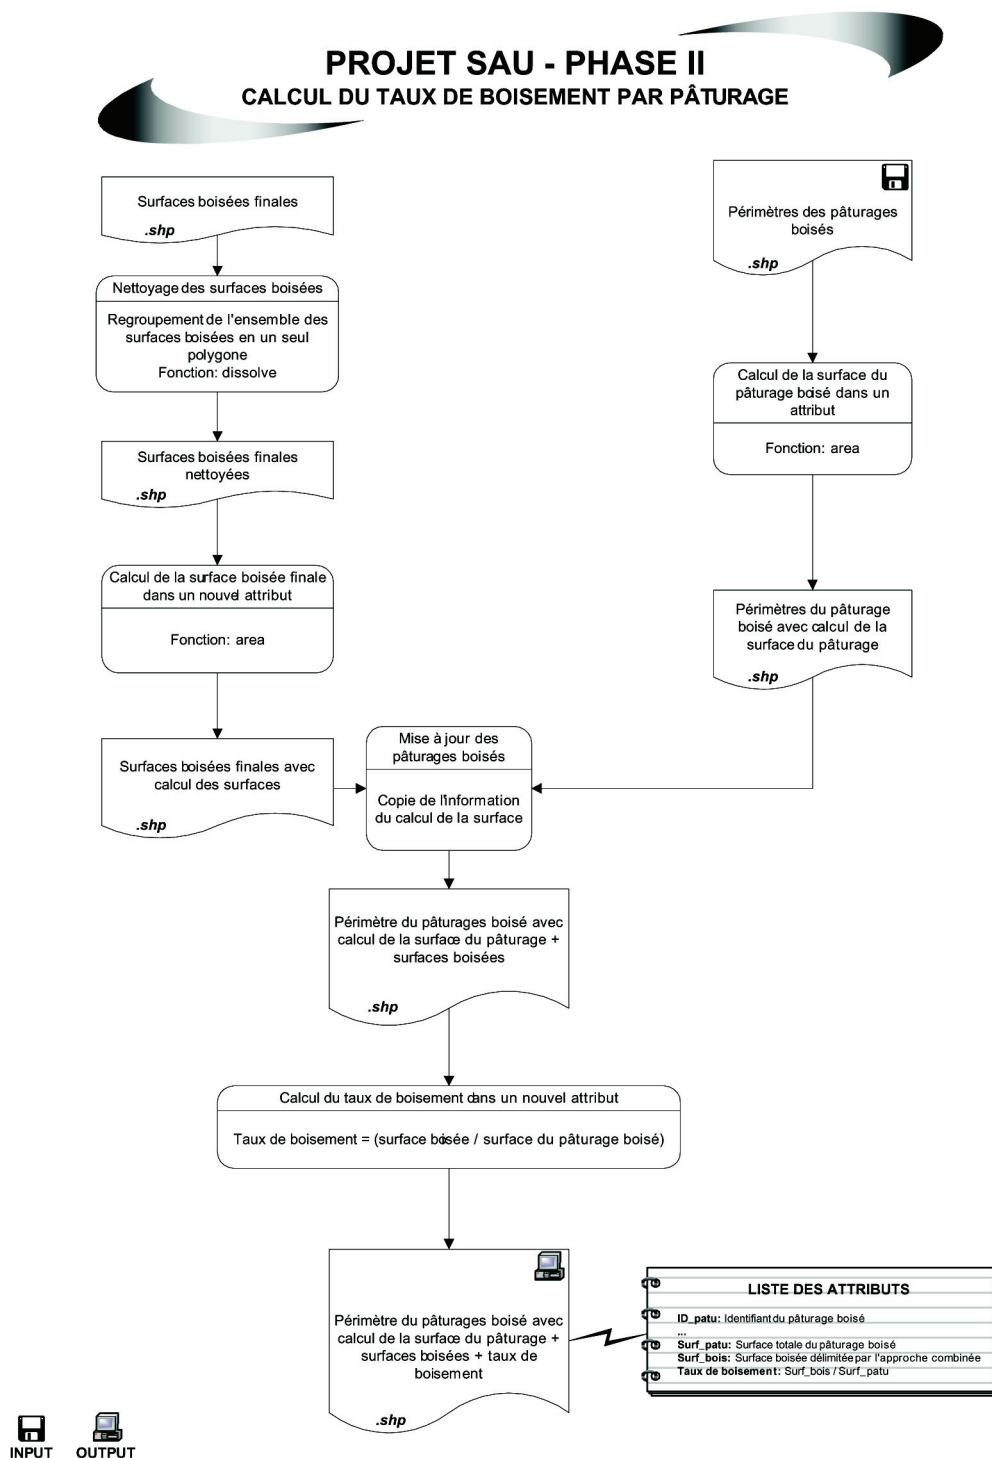 PROJET SAU - PHASE II
CALCUL DU TAUX DE BOISEMENT PAR PÂTURAGE
Surfaces boisées finales
.shp
Nettoyage des surfaces boisées
Regroupement de l'ensemble des
surfaces boisées en un seul
polygone
Fonction: dissolve
Surfaces boisées finales
nettoyées
.shp
Calcul de la surface boisée finale
dans un nouvel attribut
Fonction: area
Surfaces boisées finales avec
calcul des surfaces
.shp
Périmètres des pâturages
boisés
.shp
Calcul de la surface du
pâturage boisé dans un
attribut
Fonction: area
Périmètres du pâturage
boisé avec calcul de la
surface du pâturage
.shp
Mise à jour des
pâturages boisés
Copie de l'information
du calcul de la surface
Périmètre du pâturages boisé avec
calcul de la surface du pâturage +
surfaces boisées
.shp
Calcul du taux de boisement dans un nouvel attribut
Taux de boisement = (surface boisée / surface du pâturage boisé)
Périmètre du pâturages boisé avec
calcul de la surface du pâturage +
surfaces boisées + taux de
boisement
.shp
LISTE DES ATTRIBUTS
ID_patu: Identifiant du pâturage boisé
...
Surf_patu: Surface totale du pâturage boisé
Surf_bois: Surface boisée délimitée par l'approche combinée
Taux de boisement: Surf_bois / Surf_patu
INPUT
OUTPUT